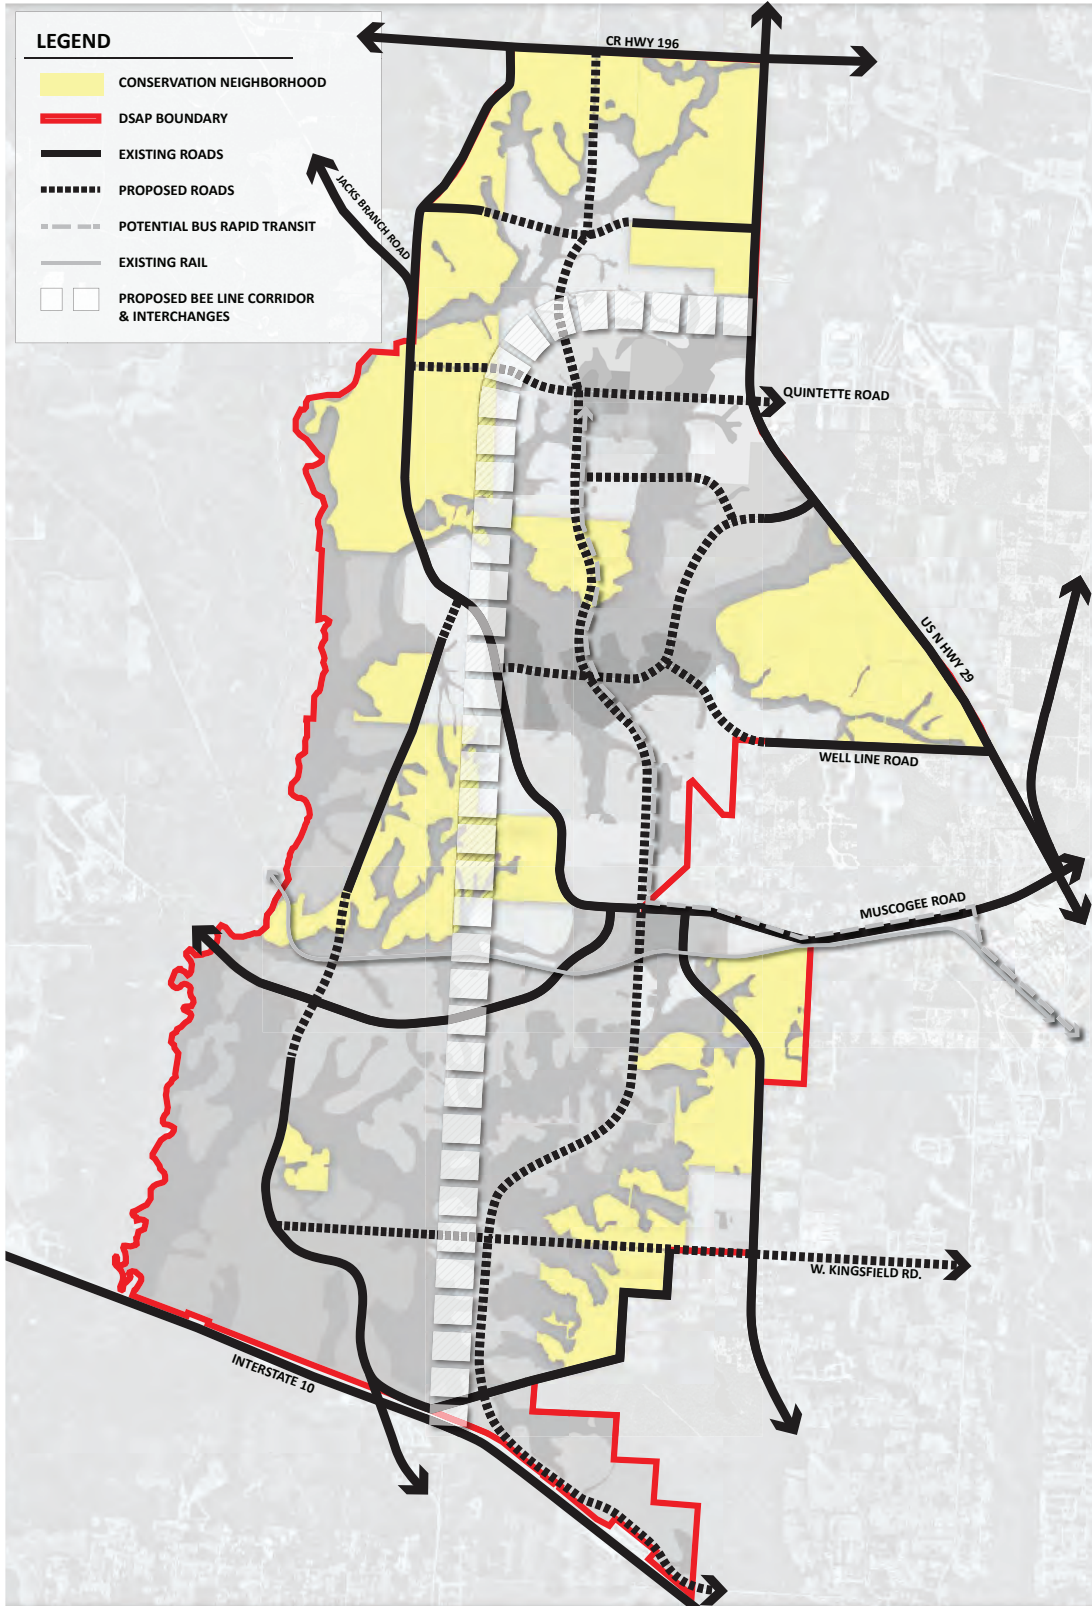 LEGEND
CONSERVATION NEIGHBORHOOD
DSAP BOUNDARY
EXISTING ROADS
PROPOSED ROADS
POTENTIAL BUS RAPID TRANSIT
EXISTING RAIL
PROPOSED BEE LINE CORRIDOR
& INTERCHANGES
CR HWY 196
JACKS BRANCH ROAD
QUINTETTE ROAD
US N HWY 29
WELL LINE ROAD
MUSCOGEE ROAD
W. KINGSFIELD RD.
INTERSTATE 10